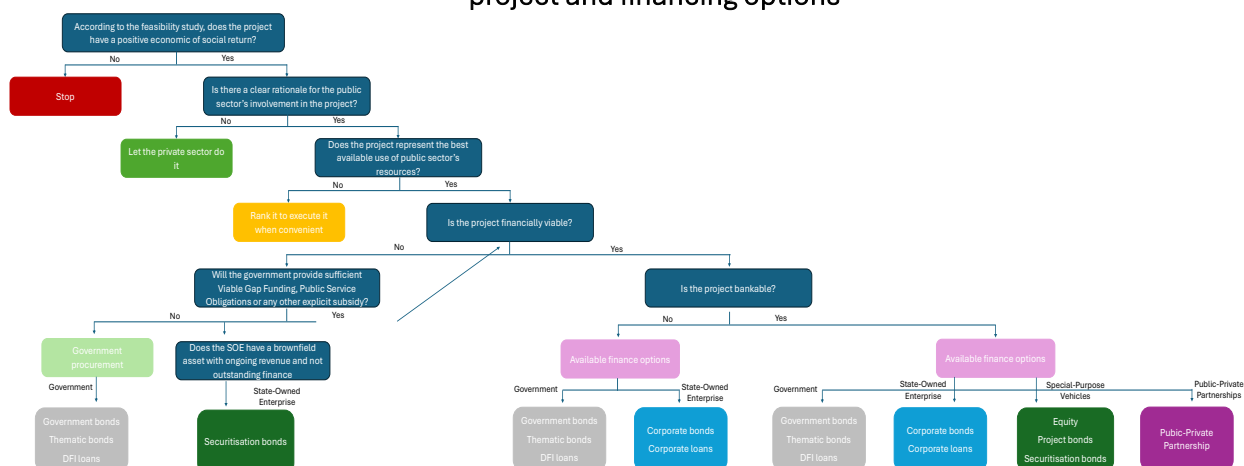 project and financing options
According to the feasibility study, does the project
have a positive economic of social return?
No
Yes
Stop
Is there a clear rationale for the public
sector's involvement in the project?
No
Yes
Let the private sector do
it
Does the project represent the best
available use of public sector's
resources?
No
Yes
Rank it to execute it
when convenient
Is the project financially viable?
No
Yes
Will the government provide sufficient
Viable Gap Funding, Public Service
Obligations or any other explicit subsidy?
Is the project bankable?
No
Yes
No
Yes
Government
procurement
Does the SOE have a brownfield
asset with ongoing revenue and not
outstanding finance
Available finance options
Available finance options
Government
State-Owned
Enterprise
Government
State-Owned
Enterprise
Government
State-Owned
Enterprise
Special-Purpose
Vehicles
Public-Private
Partnerships
Government bonds
Thematic bonds
DFI loans
Securitisation bonds
Government bonds
Thematic bonds
DFI loans
Corporate bonds
Corporate loans
Government bonds
Thematic bonds
DFI loans
Corporate bonds
Corporate loans
Equity
Project bonds
Securitisation bonds
Pubic-Private
Partnership